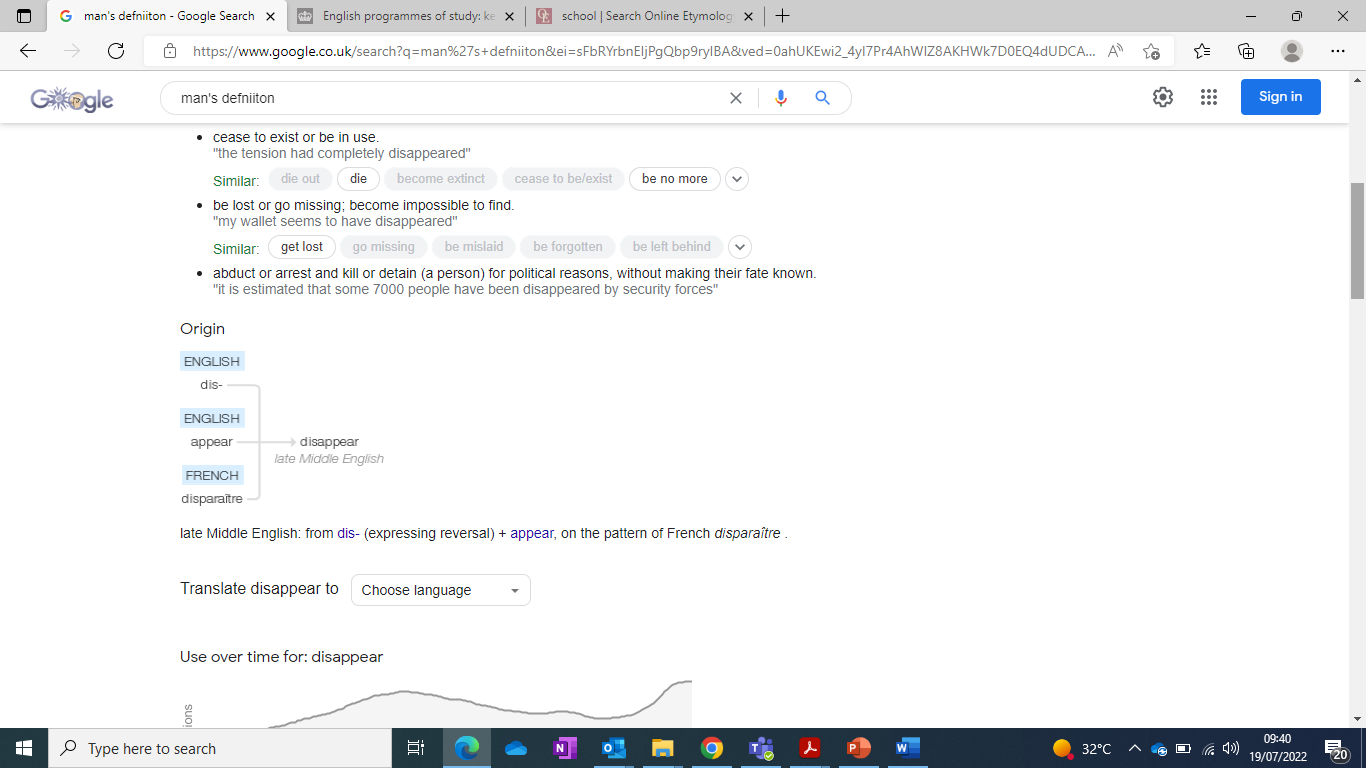 man's defniiton - Google Search
English programmes of study: ke
school | Search Online Etymolog
https://www.google.co.uk/search?q=man%27s+defniiton&ei=sFbRYrbnEIjPgQbp9ryIBA&ved=0ahUKEwi2_4yI7Pr4AhWIZ8AKHWk7D0EQ4dUDCA...
Google
man's defniiton
Sign in
• cease to exist or be in use.
"the tension had completely disappeared"
Similar: die out die become extinct cease to be/exist be no more
• be lost or go missing; become impossible to find.
"my wallet seems to have disappeared"
Similar: get lost go missing be mislaid be forgotten be left behind
• abduct or arrest and kill or detain (a person) for political reasons, without making their fate known.
"it is estimated that some 7000 people have been disappeared by security forces"
Origin
ENGLISH
dis-
ENGLISH
appear
disappear
late Middle English
FRENCH
disparaître
late Middle English: from dis- (expressing reversal) + appear, on the pattern of French disparaître .
Translate disappear to Choose language
Use over time for: disappear
ions
Type here to search
32°C
09:40
19/07/2022
20